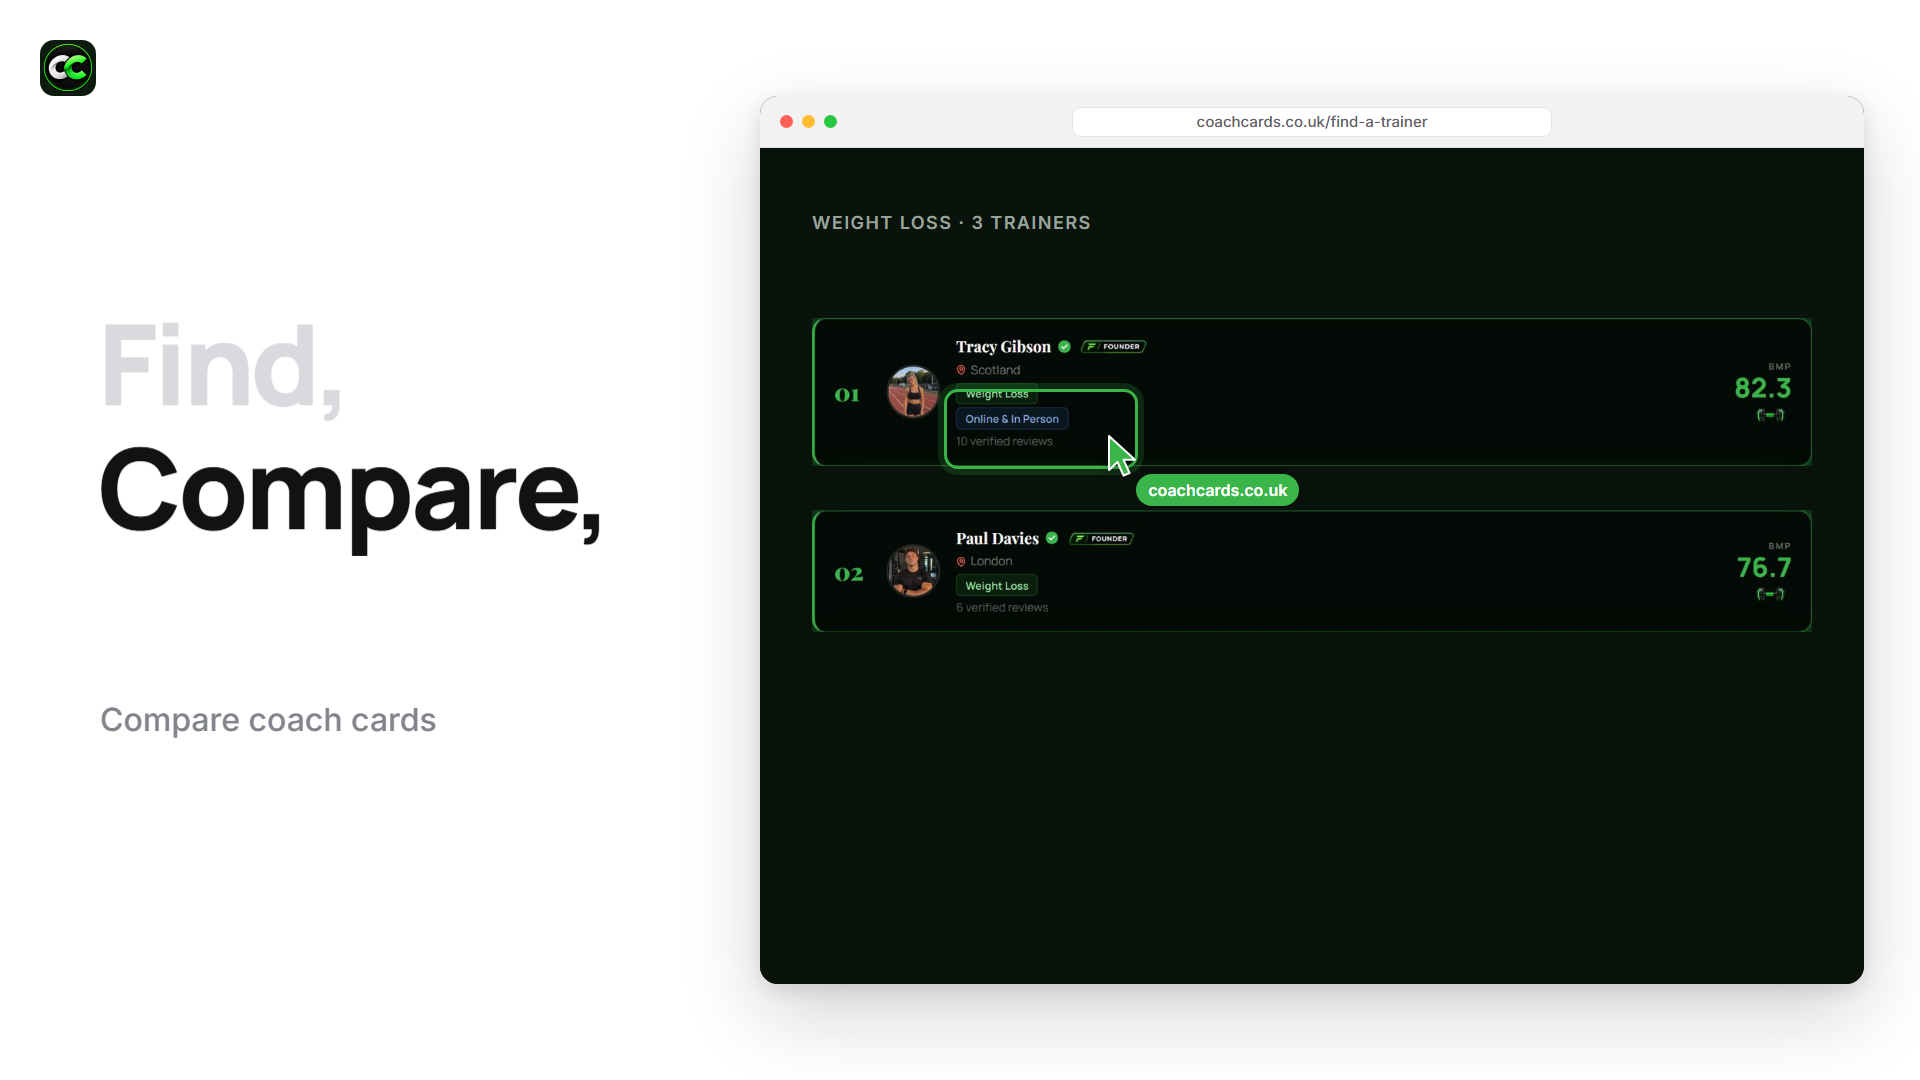 CC
Find,
Compare,
Compare coach cards
coachcards.co.uk/find-a-trainer
WEIGHT LOSS · 3 TRAINERS
01
Tracy Gibson
F / FOUNDER
Scotland
Weight Loss
Online & In Person
10 verified reviews
BMP
82.3
coachcards.co.uk
02
Paul Davies
F / FOUNDER
London
Weight Loss
6 verified reviews
BMP
76.7